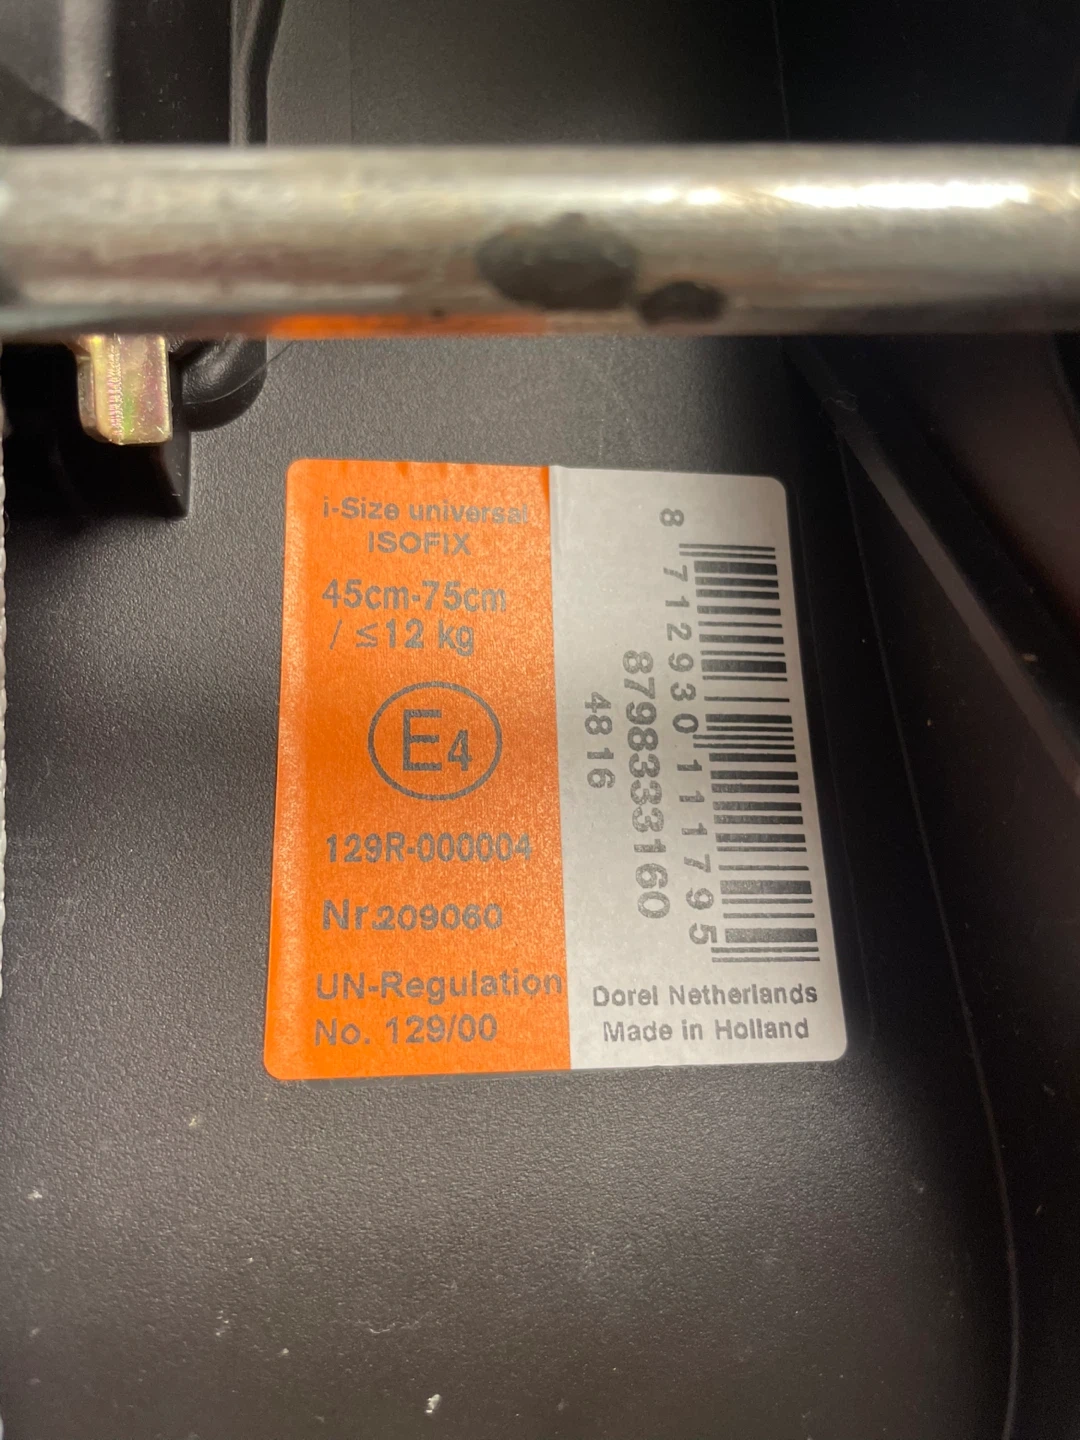 i-Size universal
ISOFIX
45cm-75cm
/ ≤12 kg
E4
129R-000004
Nr.209060
UN-Regulation
No. 129/00
8 712930 111795
8798333160
4816
Dorel Netherlands
Made in Holland